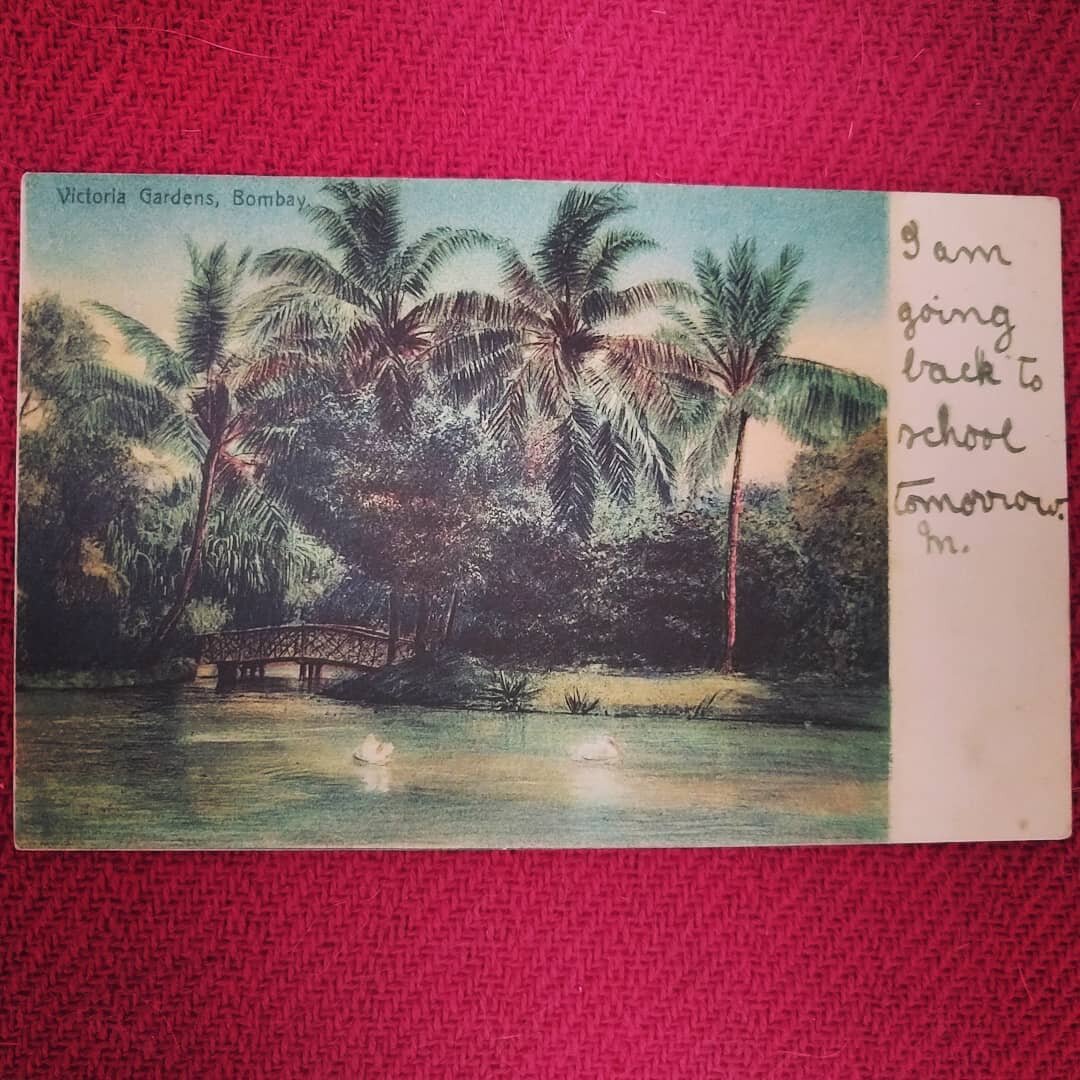 Victoria Gardens, Bombay.
I am
going
back to
school
tomorrow.
M.